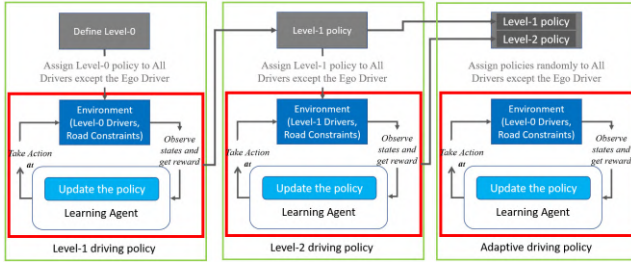 Define Level-0
Assign Level-0 policy to All
Drivers except the Ego Driver
Environment
(Level-0 Drivers,
Road Constraints)
Take Action
at
Observe
states and
get reward
Update the policy
Learning Agent
Level-1 driving policy
Level-1 policy
Assign Level-1 policy to All
Drivers except the Ego Driver
Environment
(Level-1 Drivers,
Road Constraints)
Take Action
at
Observe
states and
get reward
Update the policy
Learning Agent
Level-2 driving policy
Level-1 policy
Level-2 policy
Assign policies randomly to All
Drivers except the Ego Driver
Environment
(Level-0 Drivers,
Road Constraints)
Take Action
at
Observe
states and
get reward
Update the policy
Learning Agent
Adaptive driving policy